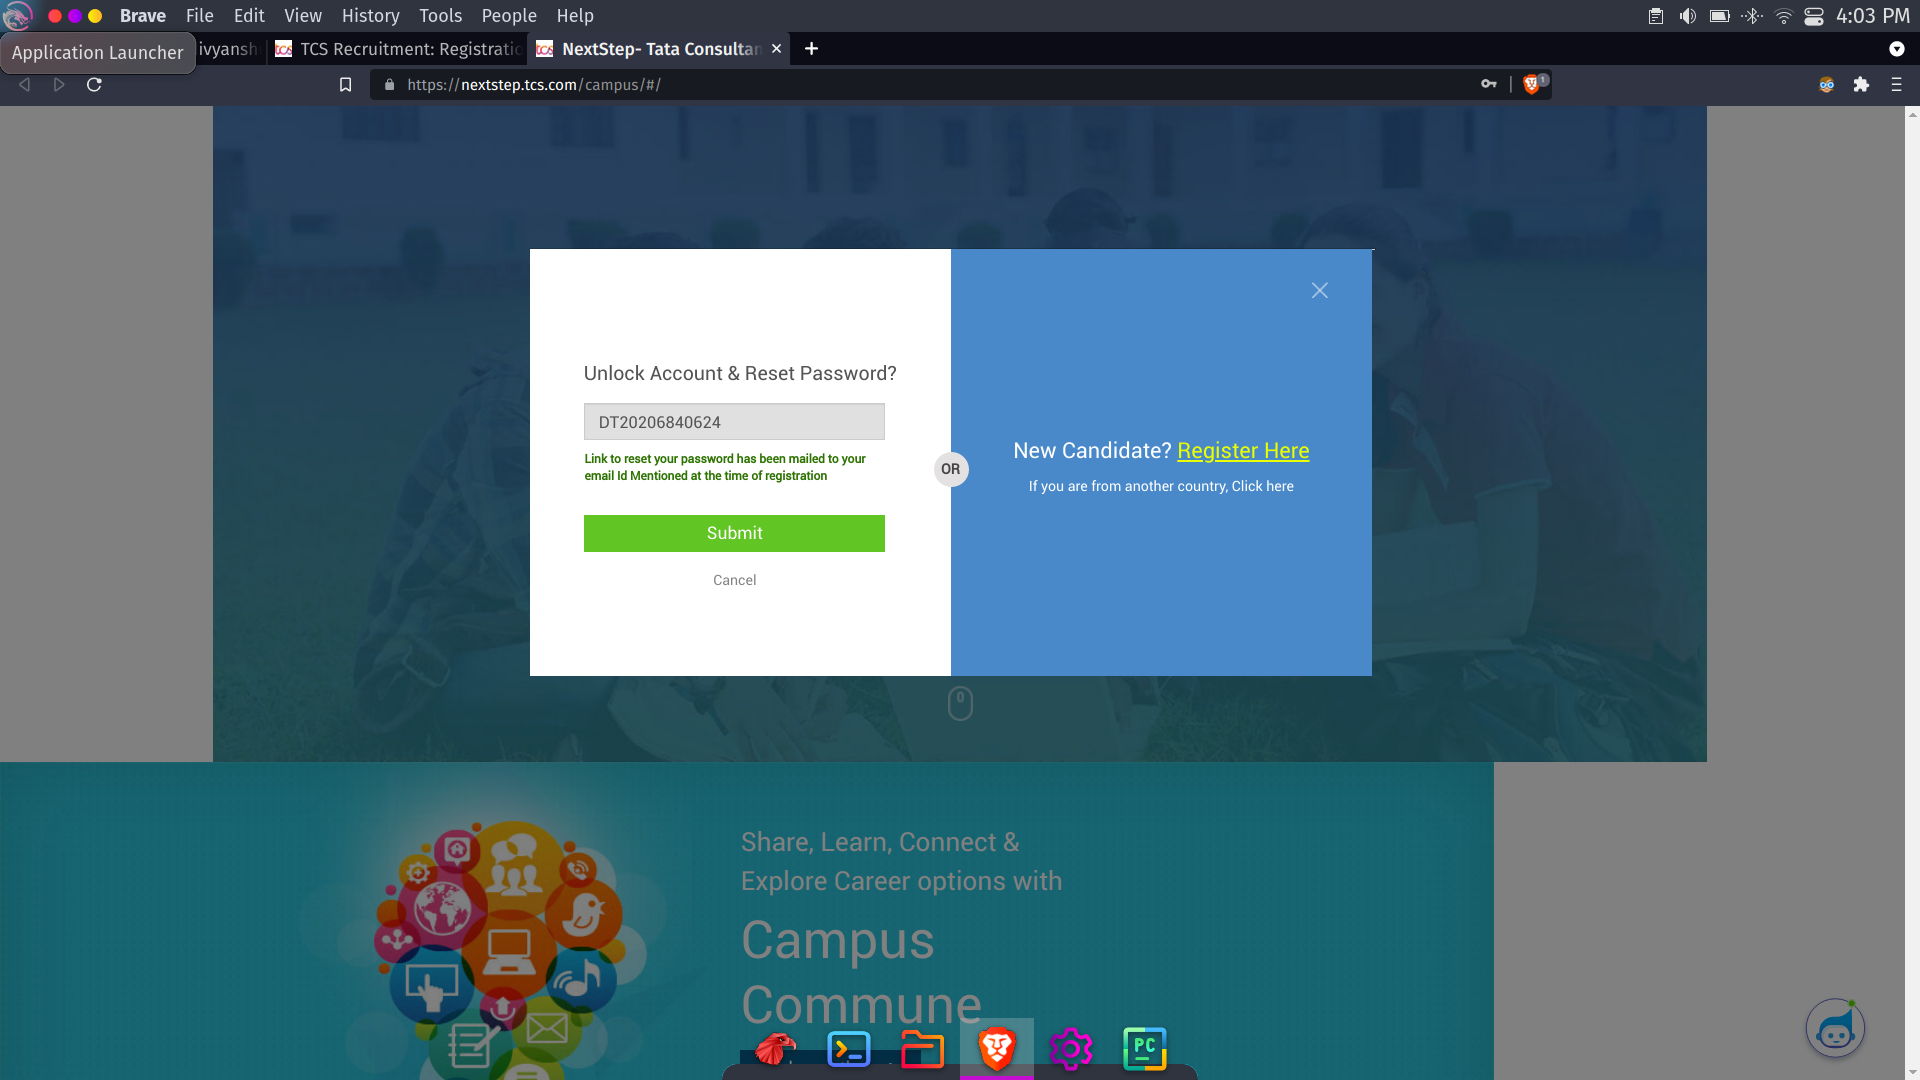 Brave File Edit View History Tools People Help 4:03 PM
Application Launcher ivyansh TCS Recruitment: Registratio NextStep- Tata Consultan
https://nextstep.tcs.com/campus/#/
1
Unlock Account & Reset Password?
DT20206840624
Link to reset your password has been mailed to your
email Id Mentioned at the time of registration
Submit
Cancel
OR
New Candidate? Register Here
If you are from another country, Click here
Share, Learn, Connect &
Explore Career options with
Campus
Commune
PC